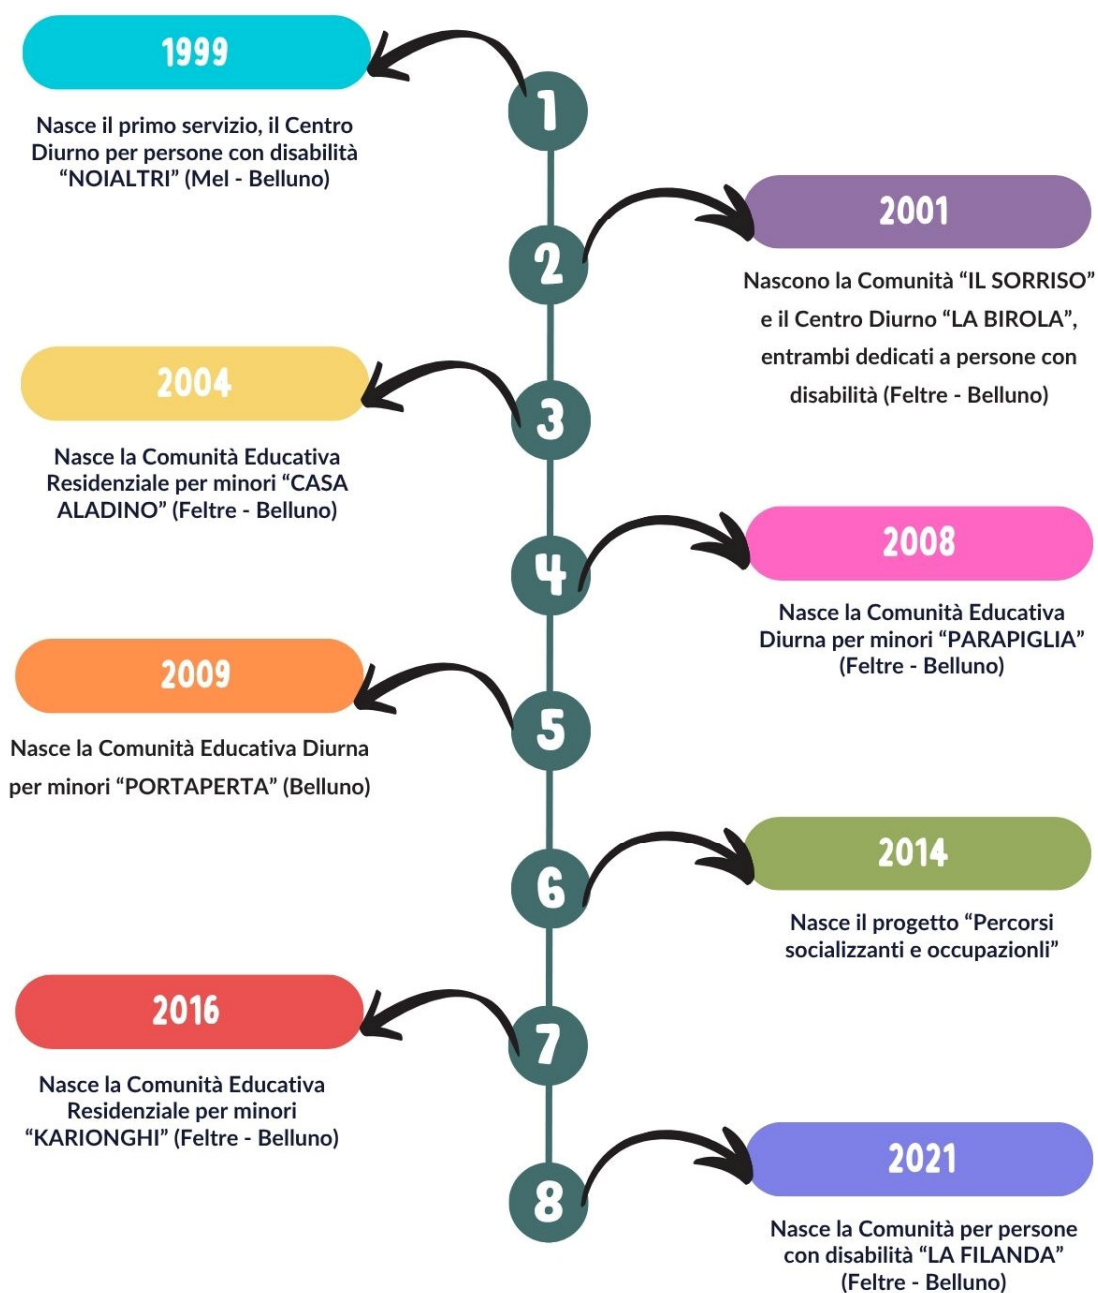 1999
1
Nasce il primo servizio, il Centro
Diurno per persone con disabilità
“NOIALTRI” (Mel - Belluno)
2001
2
Nascono la Comunità “IL SORRISO”
e il Centro Diurno “LA BIROLA”,
entrambi dedicati a persone con
disabilità (Feltre - Belluno)
2004
3
Nasce la Comunità Educativa
Residenziale per minori “CASA
ALADINO” (Feltre - Belluno)
2008
4
Nasce la Comunità Educativa
Diurna per minori “PARAPIGLIA”
(Feltre - Belluno)
2009
5
Nasce la Comunità Educativa Diurna
per minori “PORTAPERTA” (Belluno)
2014
6
Nasce il progetto “Percorsi
socializzanti e occupazionli”
2016
7
Nasce la Comunità Educativa
Residenziale per minori
“KARIONGHI” (Feltre - Belluno)
2021
8
Nasce la Comunità per persone
con disabilità “LA FILANDA”
(Feltre - Belluno)